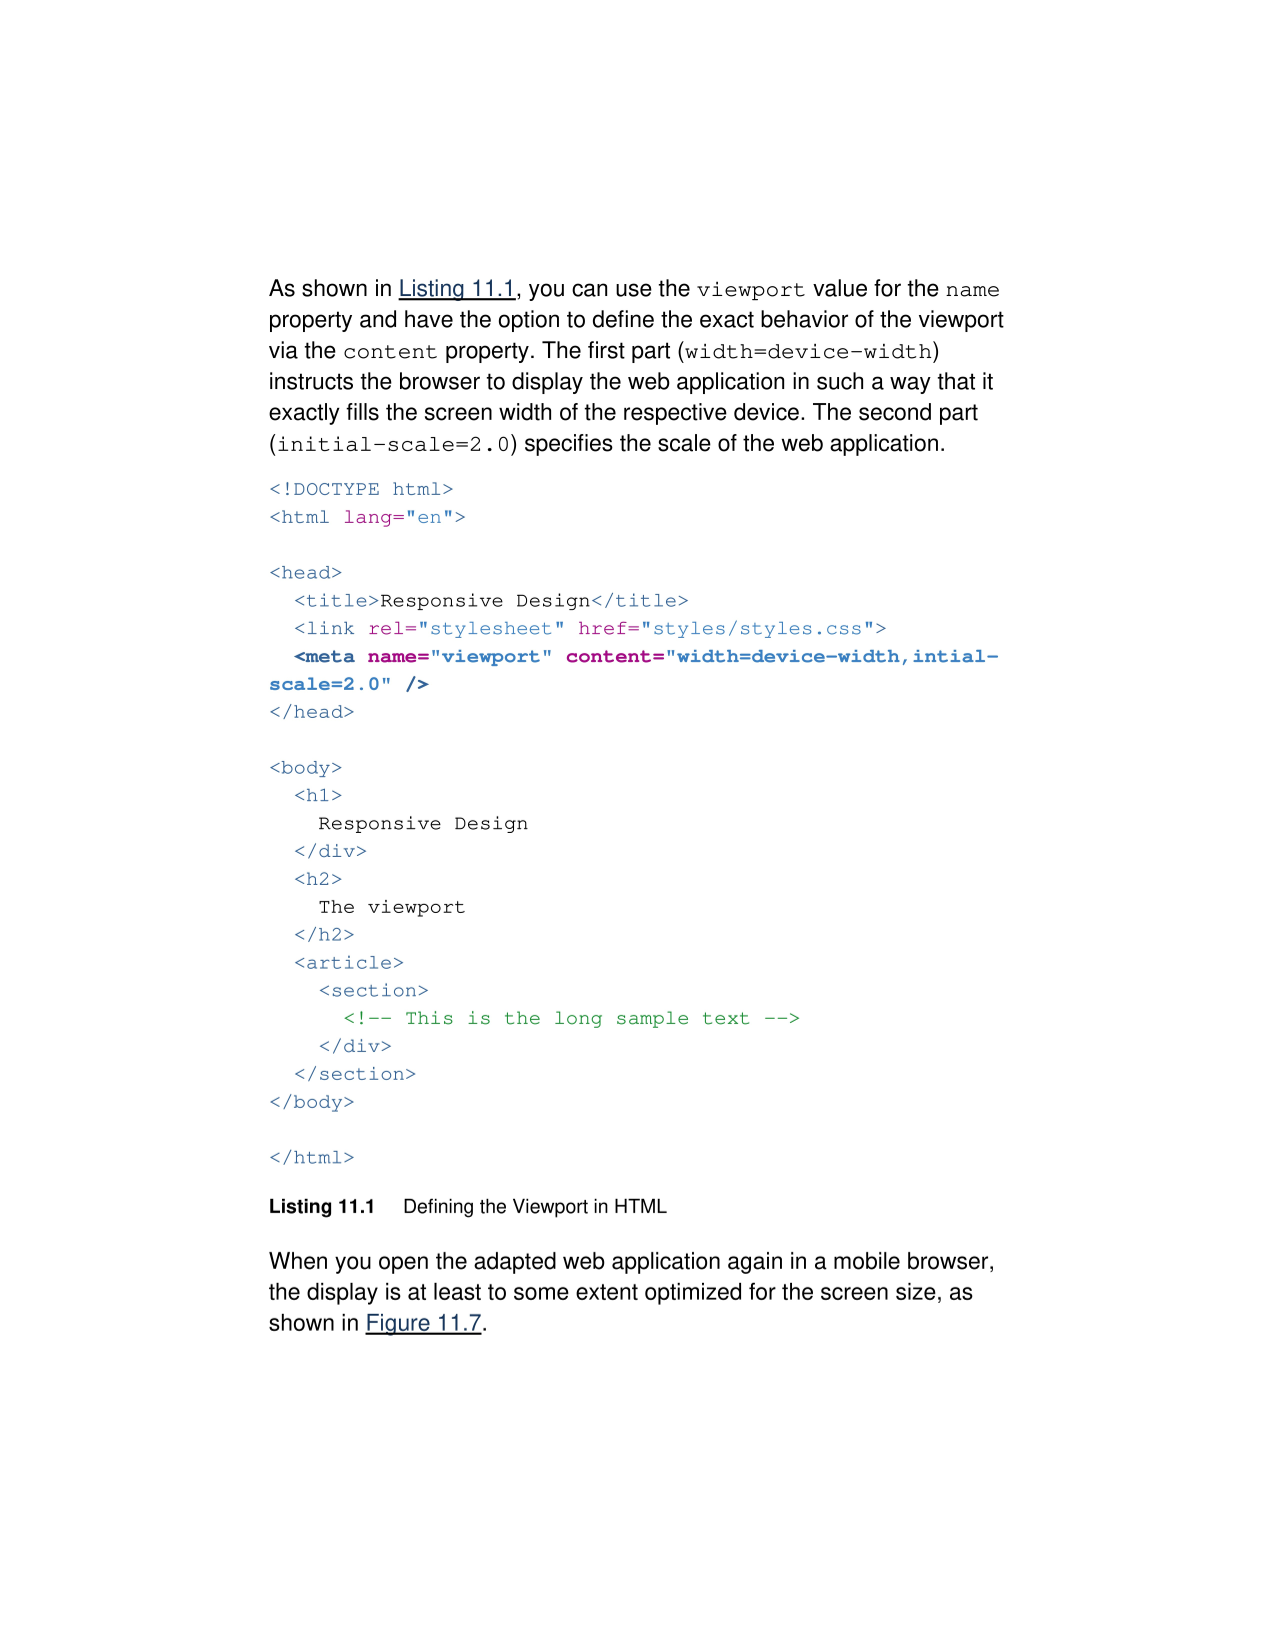 As shown in Listing 11.1, you can use the viewport value for the name
property and have the option to define the exact behavior of the viewport
via the content property. The first part (width=device-width)
instructs the browser to display the web application in such a way that it
exactly fills the screen width of the respective device. The second part
(initial-scale=2.0) specifies the scale of the web application.
<!DOCTYPE html>
<html lang="en">
<head>
<title>Responsive Design</title>
<link rel="stylesheet" href="styles/styles.css">
<meta name="viewport" content="width=device-width,intial-
scale=2.0" />
</head>
<body>
<h1>
Responsive Design
</div>
<h2>
The viewport
</h2>
<article>
<section>
<!-- This is the long sample text -->
</div>
</section>
</body>
</html>
Listing 11.1 Defining the Viewport in HTML
When you open the adapted web application again in a mobile browser,
the display is at least to some extent optimized for the screen size, as
shown in Figure 11.7.